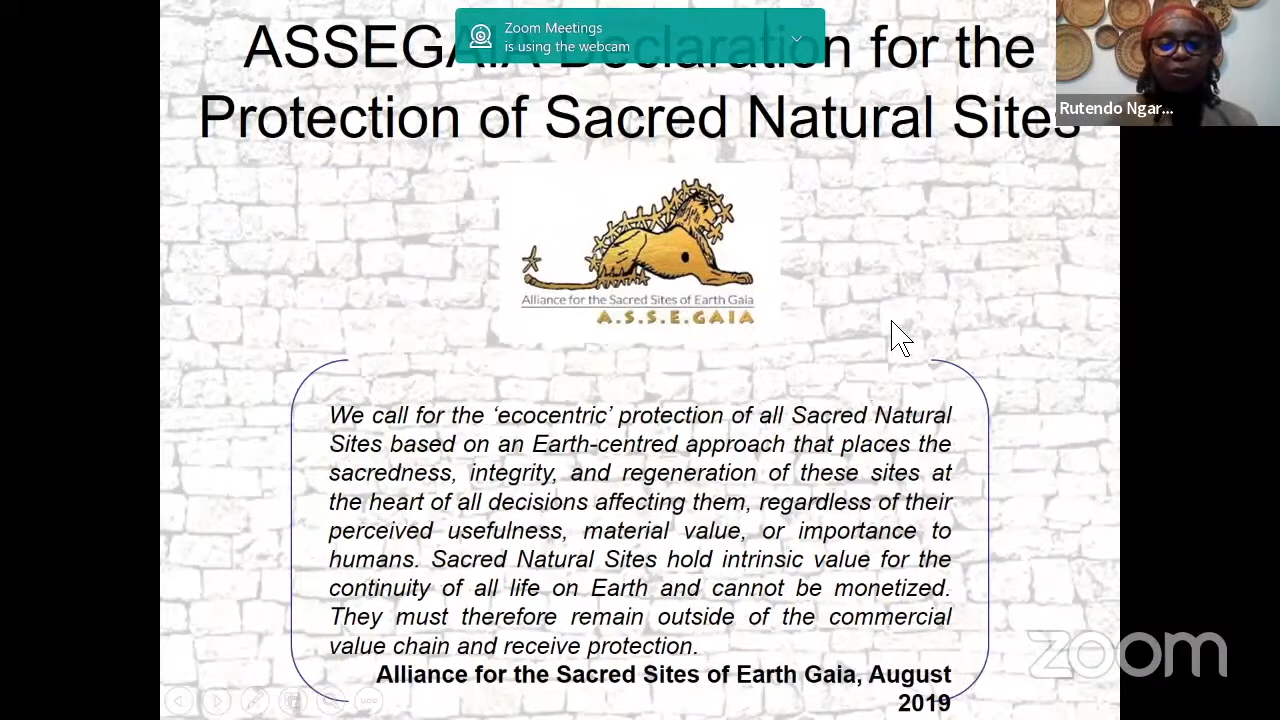 ASSEGAIA Declaration for the
Zoom Meetings
is using the webcam
Protection of Sacred Natural Sites
Rutendo Ngar...
Alliance for the Sacred Sites of Earth Gaia
A.S.S.E.GAIA
We call for the ‘ecocentric’ protection of all Sacred Natural
Sites based on an Earth-centred approach that places the
sacredness, integrity, and regeneration of these sites at
the heart of all decisions affecting them, regardless of their
perceived usefulness, material value, or importance to
humans. Sacred Natural Sites hold intrinsic value for the
continuity of all life on Earth and cannot be monetized.
They must therefore remain outside of the commercial
value chain and receive protection.
Alliance for the Sacred Sites of Earth Gaia, August
2019
zoom